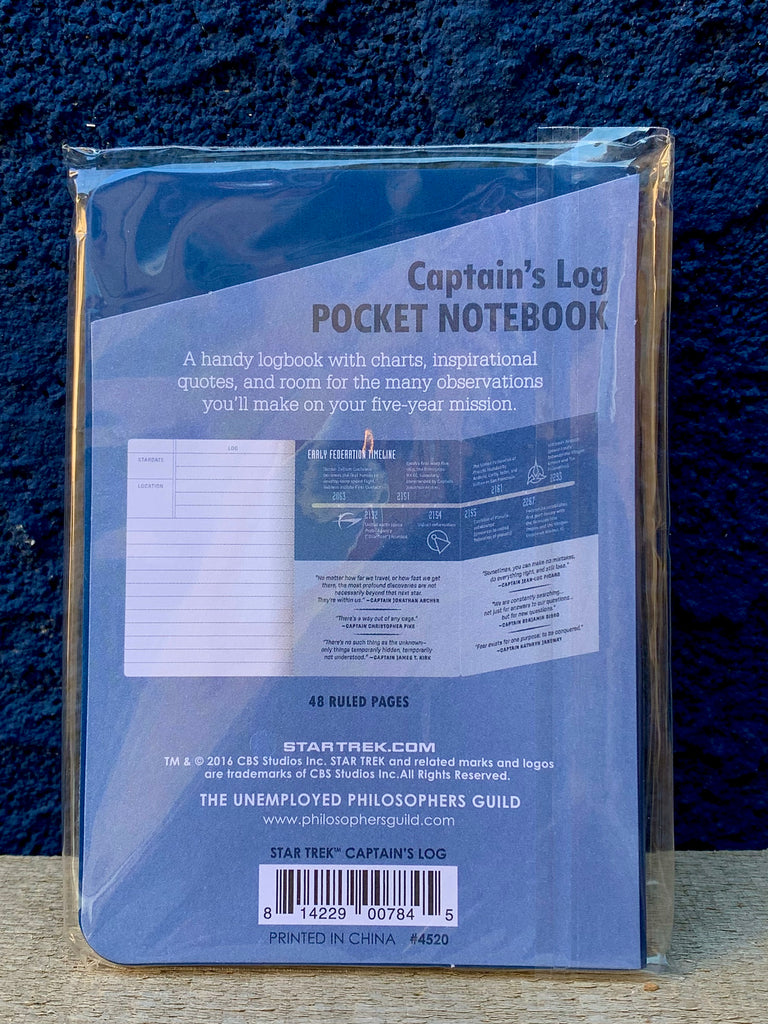 Captain's Log
POCKET NOTEBOOK
A handy logbook with charts, inspirational
quotes, and room for the many observations
you'll make on your five-year mission.
LOG
STARDATE
LOCATION
EARLY FEDERATION TIMELINE
2063
2151
2161
2293
2132
2154
2155
2267
"No matter how far we travel, or how fast we get
there, the most profound discoveries are not
necessarily beyond that next star.
They're within us." —CAPTAIN JONATHAN ARCHER
"There's a way out of any cage."
—CAPTAIN CHRISTOPHER PIKE
"There's no such thing as the unknown—
only things temporarily hidden, temporarily
not understood." —CAPTAIN JAMES T. KIRK
"Sometimes, you can make no mistakes,
do everything right, and still lose."
—CAPTAIN JEAN-LUC PICARD
"We are constantly searching...
not just for answers to our questions...
but for new questions."
—CAPTAIN BENJAMIN SISKO
"Fear exists for one purpose: to be conquered."
—CAPTAIN KATHRYN JANEWAY
48 RULED PAGES
STARTREK.COM
TM & © 2016 CBS Studios Inc. STAR TREK and related marks and logos
are trademarks of CBS Studios Inc.All Rights Reserved.
THE UNEMPLOYED PHILOSOPHERS GUILD
www.philosophersguild.com
STAR TREK™ CAPTAIN'S LOG
8 14229 00784 5
PRINTED IN CHINA #4520